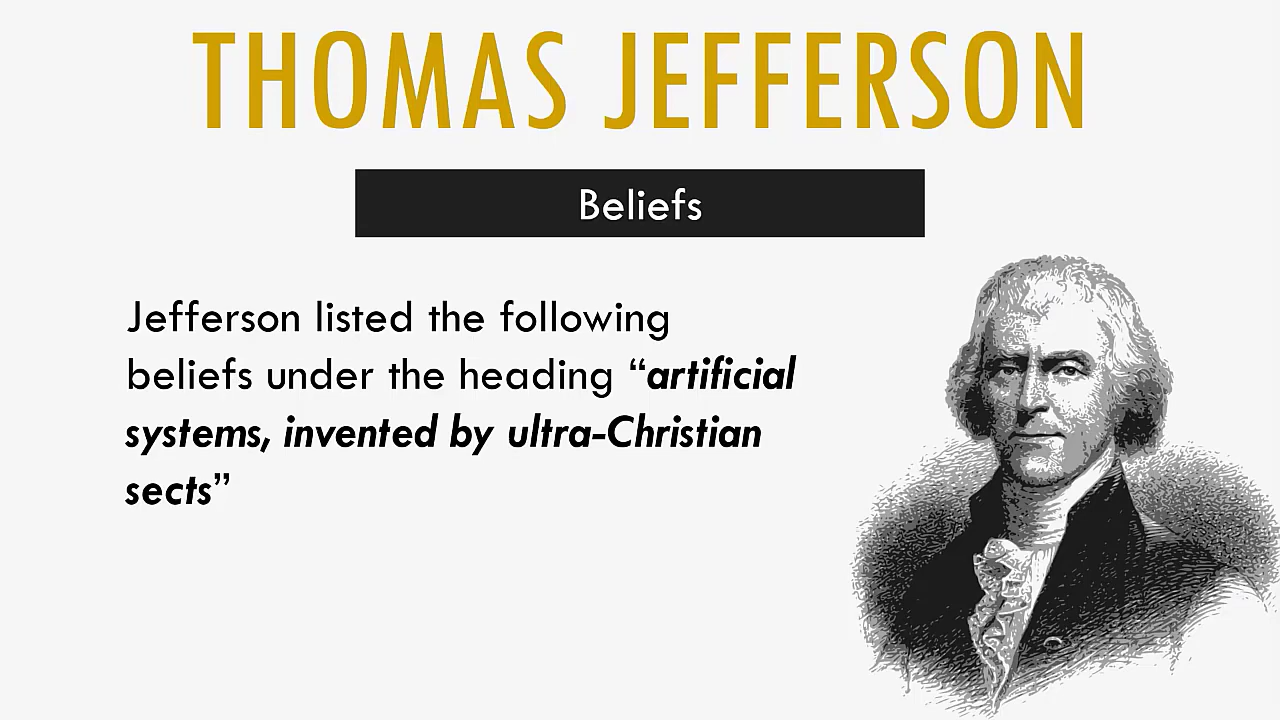 THOMAS JEFFERSON
Beliefs
Jefferson listed the following
beliefs under the heading “artificial
systems, invented by ultra-Christian
sects”